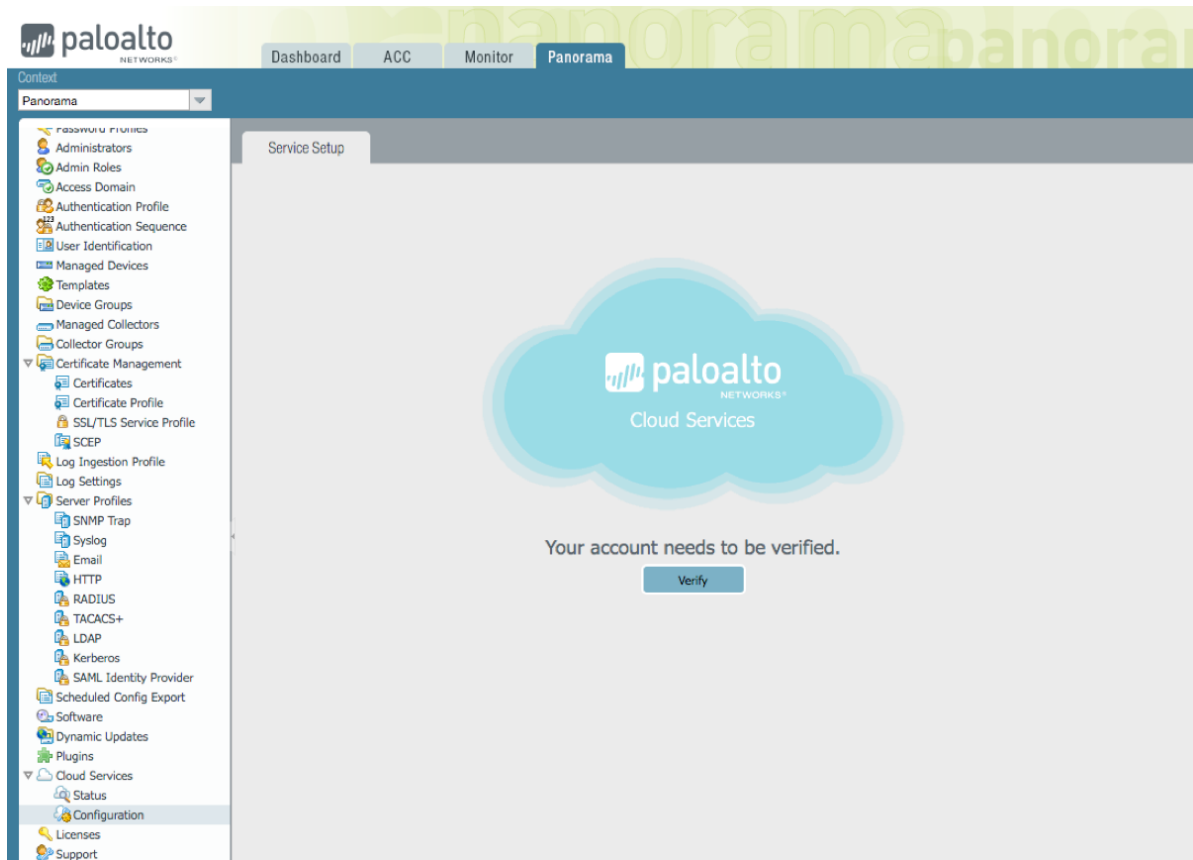 panorama panorar
paloalto
NETWORKS®
Dashboard ACC Monitor Panorama
Context
Panorama
Password Profiles
Administrators
Admin Roles
Access Domain
Authentication Profile
123
Authentication Sequence
User Identification
Managed Devices
Templates
Device Groups
Managed Collectors
Collector Groups
Certificate Management
Certificates
Certificate Profile
SSL/TLS Service Profile
SCEP
Log Ingestion Profile
Log Settings
Server Profiles
SNMP Trap
Syslog
Email
HTTP
RADIUS
TACACS+
LDAP
Kerberos
SAML Identity Provider
Scheduled Config Export
Software
Dynamic Updates
Plugins
Cloud Services
Status
Configuration
Licenses
Support
Service Setup
paloalto
NETWORKS®
Cloud Services
Your account needs to be verified.
Verify